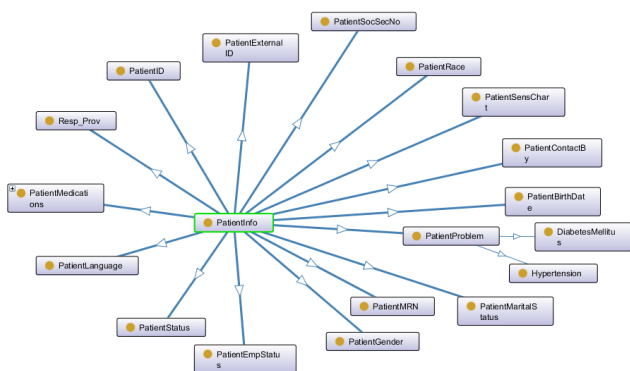 PatientSocSecNo
PatientExternal
ID
PatientRace
PatientID
PatientSensChar
t
Resp_Prov
PatientContactB
y
PatientMedicati
ons
PatientBirthDat
e
PatientInfo
PatientProblem
DiabetesMellitu
s
PatientLanguage
Hypertension
PatientMRN
PatientMaritalS
tatus
PatientStatus
PatientGender
PatientEmpStatu
s